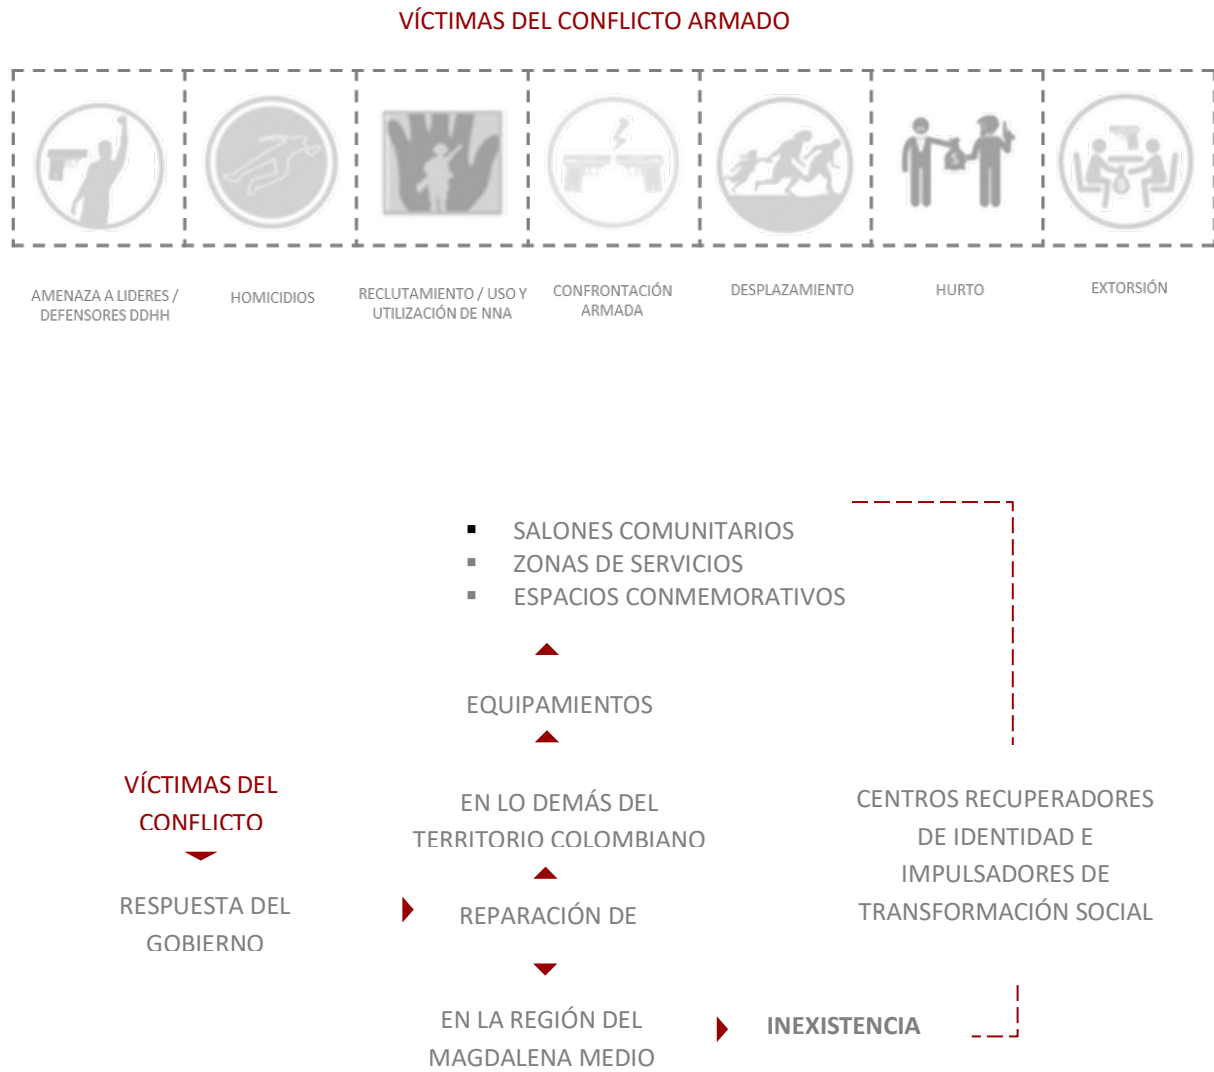 VÍCTIMAS DEL CONFLICTO ARMADO
AMENAZA A LIDERES /
DEFENSORES DDHH
HOMICIDIOS
RECLUTAMIENTO / USO Y
UTILIZACIÓN DE NNA
CONFRONTACIÓN
ARMADA
DESPLAZAMIENTO
HURTO
EXTORSIÓN
▪ SALONES COMUNITARIOS
▪ ZONAS DE SERVICIOS
▪ ESPACIOS CONMEMORATIVOS
EQUIPAMIENTOS
VÍCTIMAS DEL
CONFLICTO
EN LO DEMÁS DEL
TERRITORIO COLOMBIANO
CENTROS RECUPERADORES
DE IDENTIDAD E
IMPULSADORES DE
TRANSFORMACIÓN SOCIAL
RESPUESTA DEL
GOBIERNO
REPARACIÓN DE
EN LA REGIÓN DEL
MAGDALENA MEDIO
INEXISTENCIA